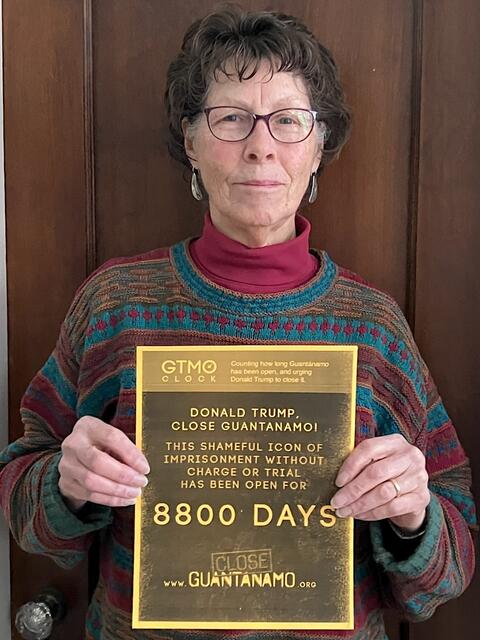 GTMO
CLOCK
Counting how long Guantánamo
has been open, and urging
Donald Trump to close it.
DONALD TRUMP,
CLOSE GUANTANAMO!
THIS SHAMEFUL ICON OF
IMPRISONMENT WITHOUT
CHARGE OR TRIAL
HAS BEEN OPEN FOR
8800 DAYS
CLOSE
www.GUANTANAMO.ORG